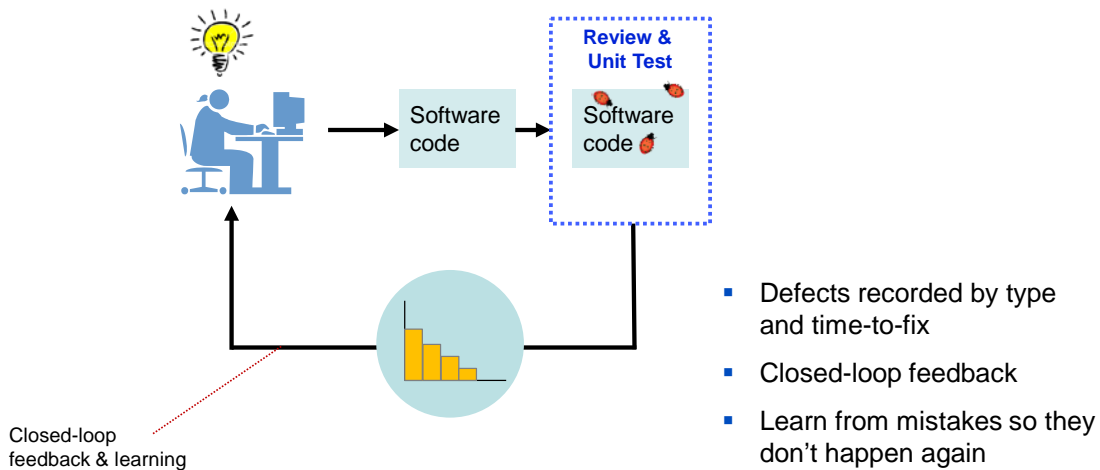 Review &
Unit Test
Software
code
Software
code
Defects recorded by type
and time-to-fix
Closed-loop feedback
Learn from mistakes so they
don't happen again
Closed-loop
feedback & learning